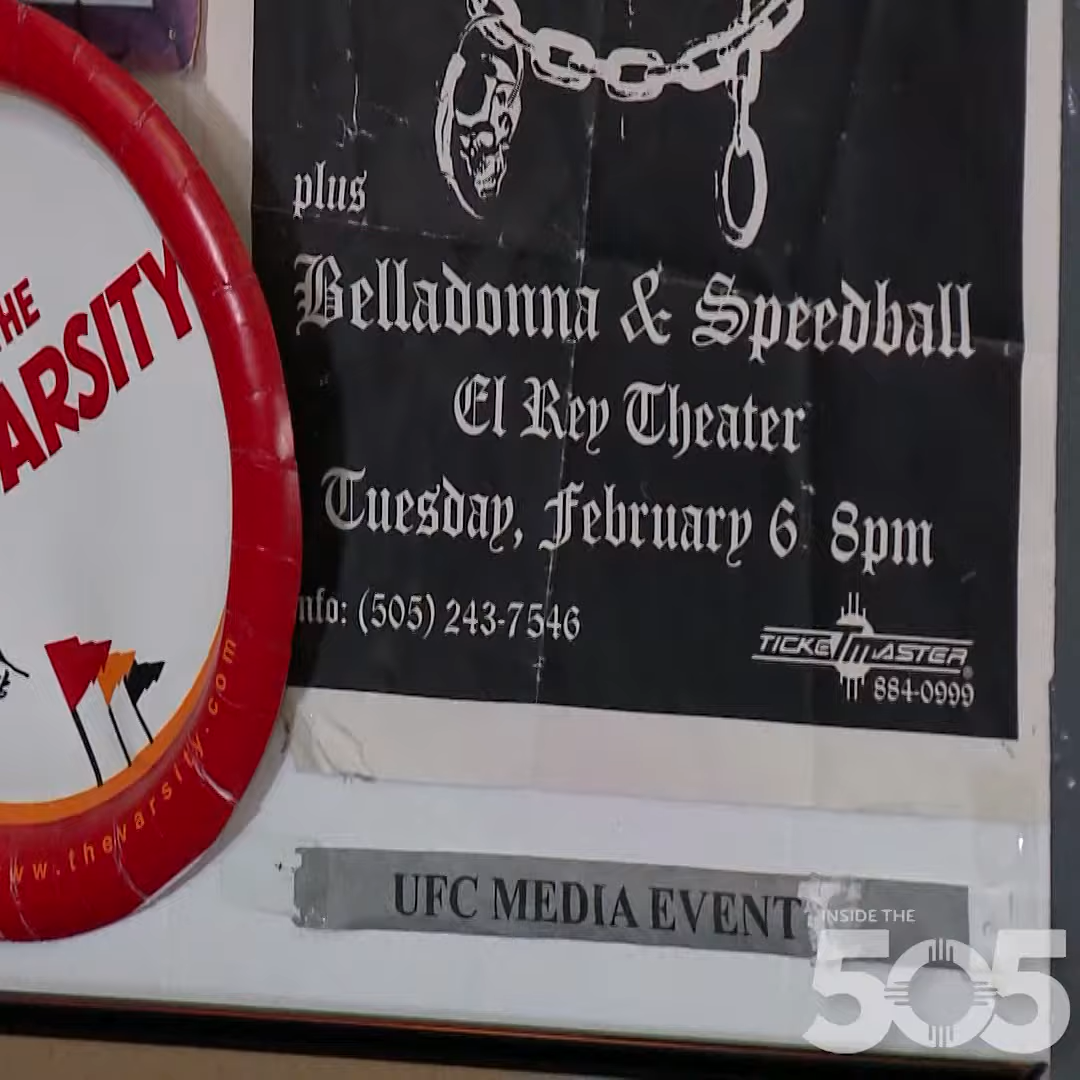 THE
ARSITY
www.thevarsity.com
plus
Belladonna & Speedball
El Rey Theater
Tuesday, February 6 8pm
nfo: (505) 243-7546
TICKETMASTER®
884-0999
UFC MEDIA EVENT
INSIDE THE
505